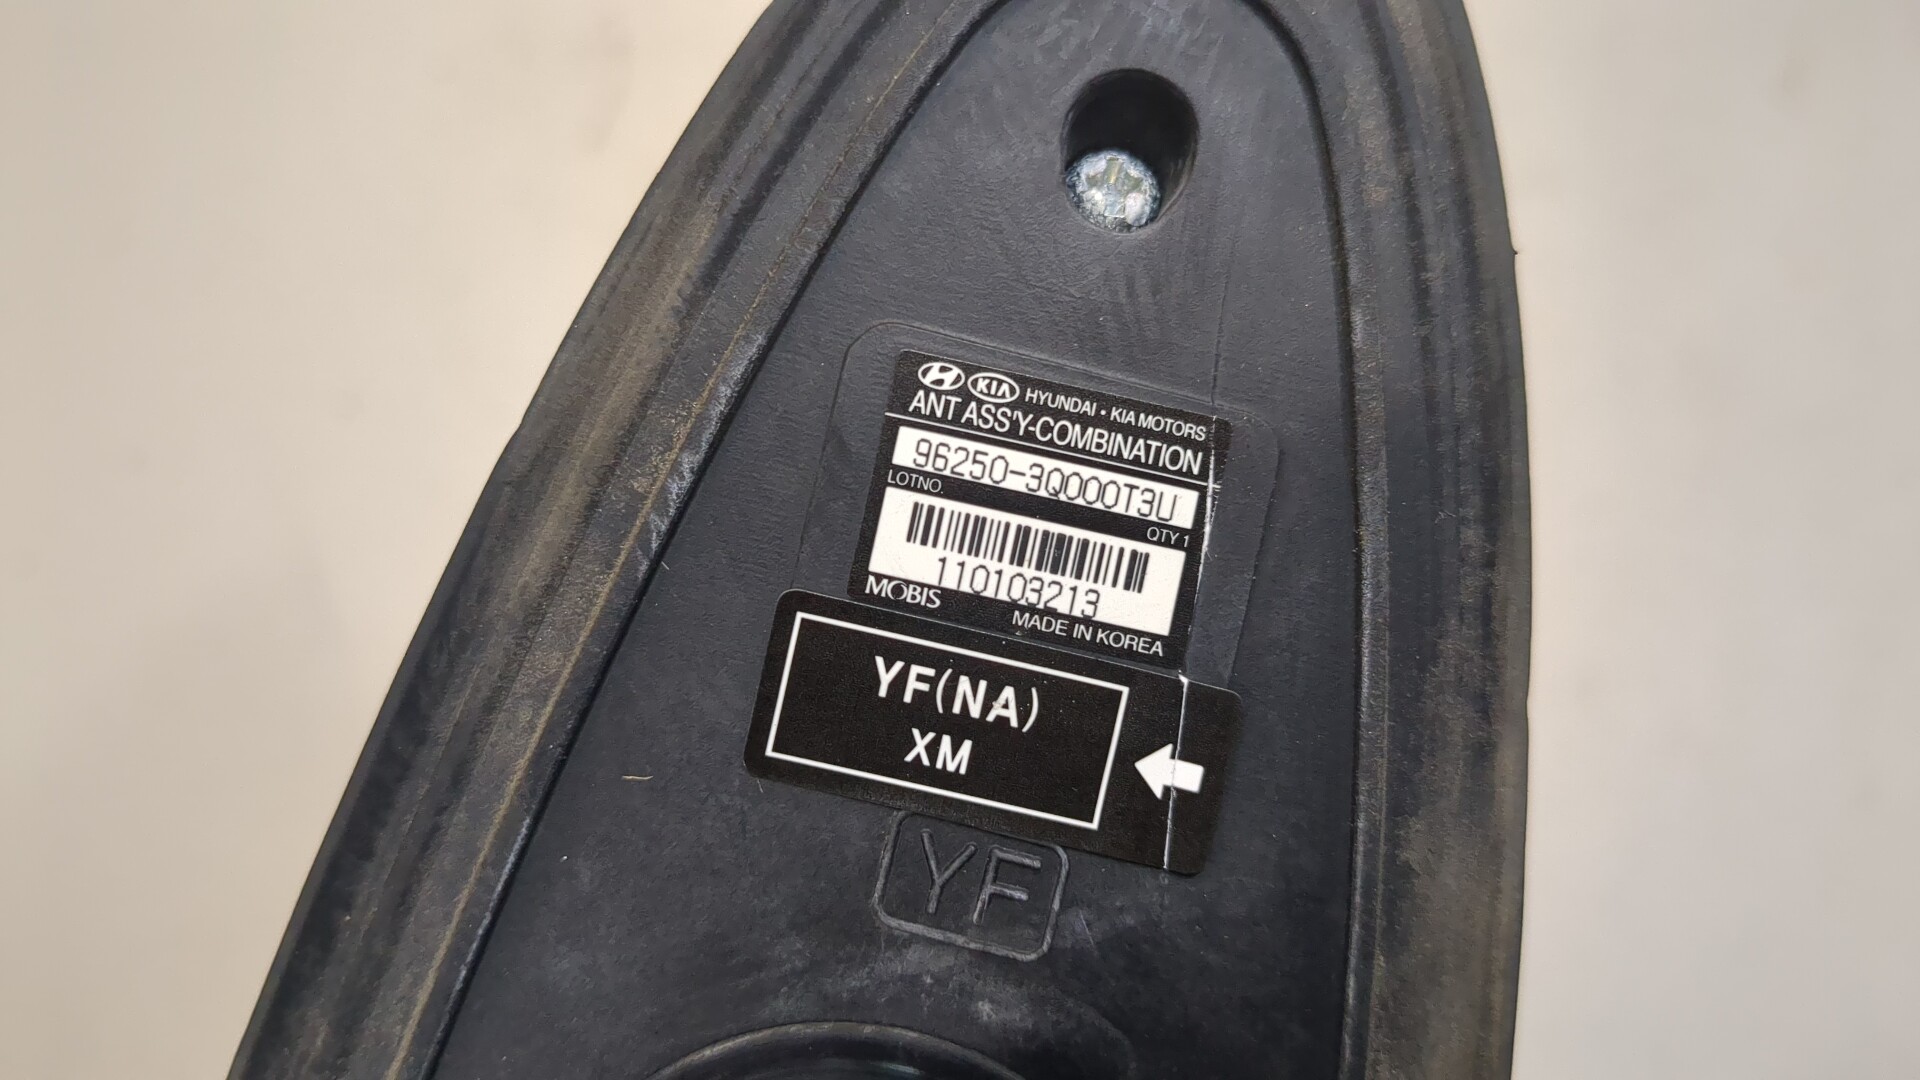 KIA HYUNDAI • KIA MOTORS
ANT ASS'Y-COMBINATION
96250-3Q000T3U
LOTNO.
QTY 1
110103213
MOBIS
MADE IN KOREA
YF(NA)
XM
YF